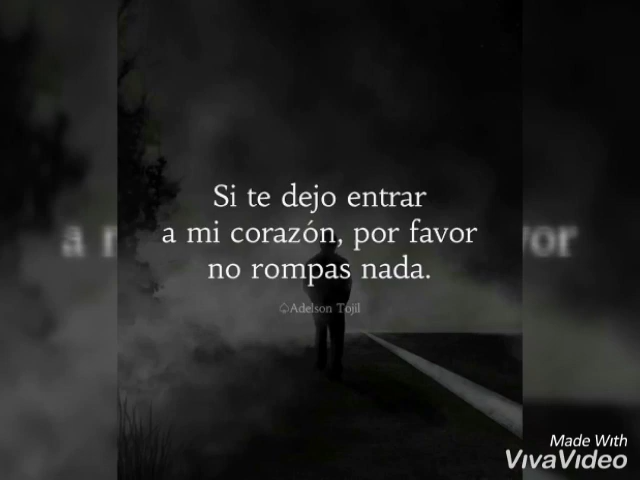 Si te dejo entrar
a mi corazón, por favor
no rompas nada.
♤Adelson Tojil
Made With
VivaVideo